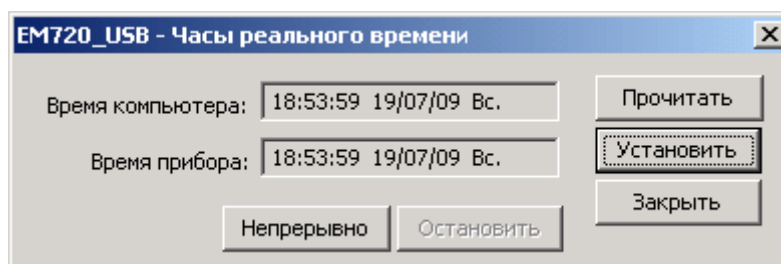 EM720_USB - Часы реального времени
Время компьютера: 18:53:59 19/07/09 Вс. Прочитать
Время прибора: 18:53:59 19/07/09 Вс. Установить
Закрыть
Непрерывно Остановить